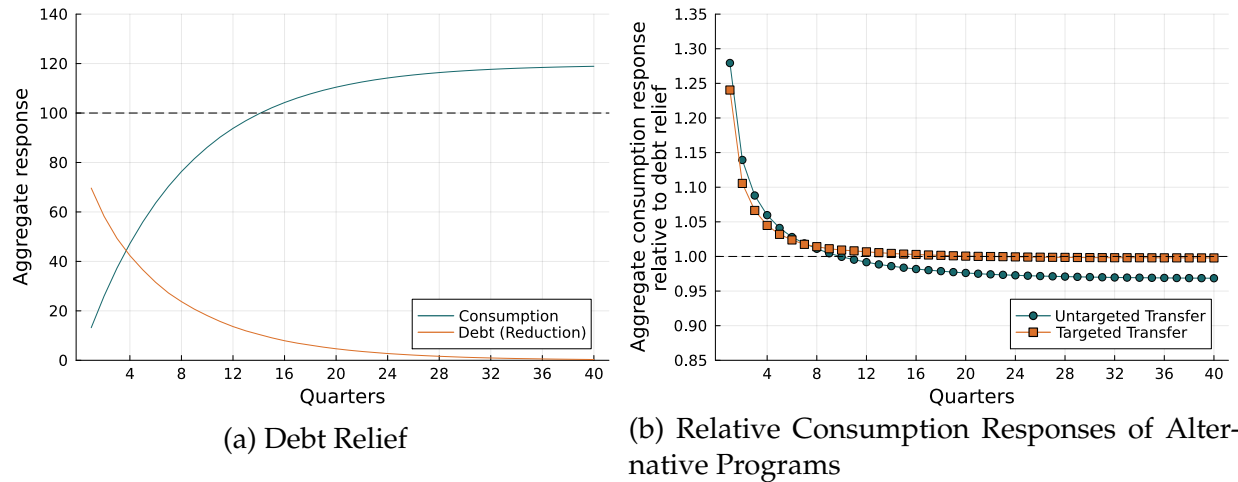 140
120
100
80
60
40
20
0
Aggregate response
Consumption
Debt (Reduction)
4 8 12 16 20 24 28 32 36 40
Quarters
(a) Debt Relief
1.35
1.30
1.25
1.20
1.15
1.10
1.05
1.00
0.95
0.90
0.85
Aggregate consumption response
relative to debt relief
Untargeted Transfer
Targeted Transfer
4 8 12 16 20 24 28 32 36 40
Quarters
(b) Relative Consumption Responses of Alter-
native Programs